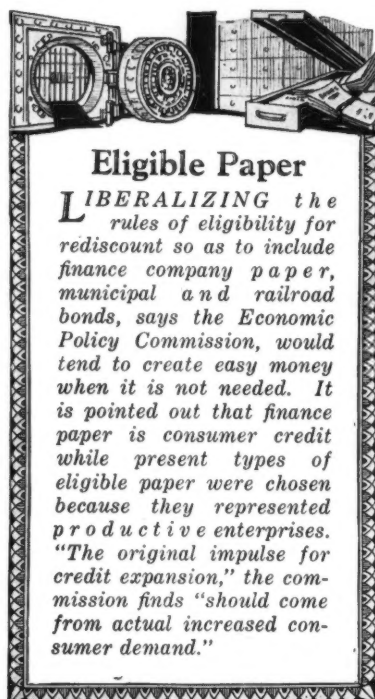 Eligible Paper
LIBERALIZING the
rules of eligibility for
rediscount so as to include
finance company paper,
municipal and railroad
bonds, says the Economic
Policy Commission, would
tend to create easy money
when it is not needed. It
is pointed out that finance
paper is consumer credit
while present types of
eligible paper were chosen
because they represented
productive enterprises.
"The original impulse for
credit expansion," the com-
mission finds "should come
from actual increased con-
sumer demand."